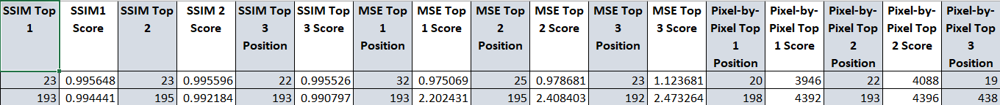 SSIM Top 1 SSIM1 Score SSIM Top 2 SSIM 2 Score SSIM Top 3 Position SSIM Top 3 Score MSE Top 1 Position MSE Top 1 Score MSE Top 2 Position MSE Top 2 Score MSE Top 3 Position MSE Top 3 Score Pixel-by-Pixel Top 1 Position Pixel-by-Pixel Top 1 Score Pixel-by-Pixel Top 2 Position Pixel-by-Pixel Top 2 Score Pixel-by-Pixel Top 3 Position
23 0.995648 23 0.995596 22 0.995526 32 0.975069 25 0.978681 23 1.123681 20 3946 22 4088 19
193 0.994441 195 0.992184 193 0.990797 193 2.202431 195 2.408403 192 2.473264 198 4392 193 4396 438